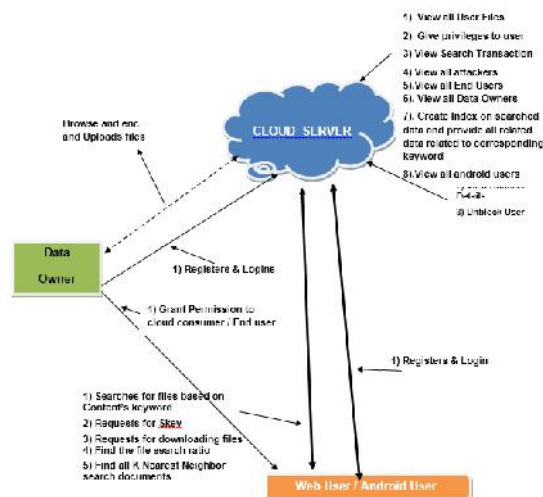 1) View all User Files
2) Give privileges to user
3) View Search Transaction
4) View all attackers
5).View all End Users
6). View all Data Owners
7). Create Index on searched
data and provide all related
data related to corresponding
keyword
8).View all android users
3) Unblock User
CLOUD SERVER
Browse and enc
and Uploads files
Data
Owner
1) Registers & Logins
1) Grant Permission to
cloud consumer / End user
1) Registers & Login
1) Searches for files based on
Content's keyword
2) Requests for Skey
3) Requests for downloading files
4) Find the file search ratio
5) Find all K Nearest Neighbor
search documents
Web User / Android User